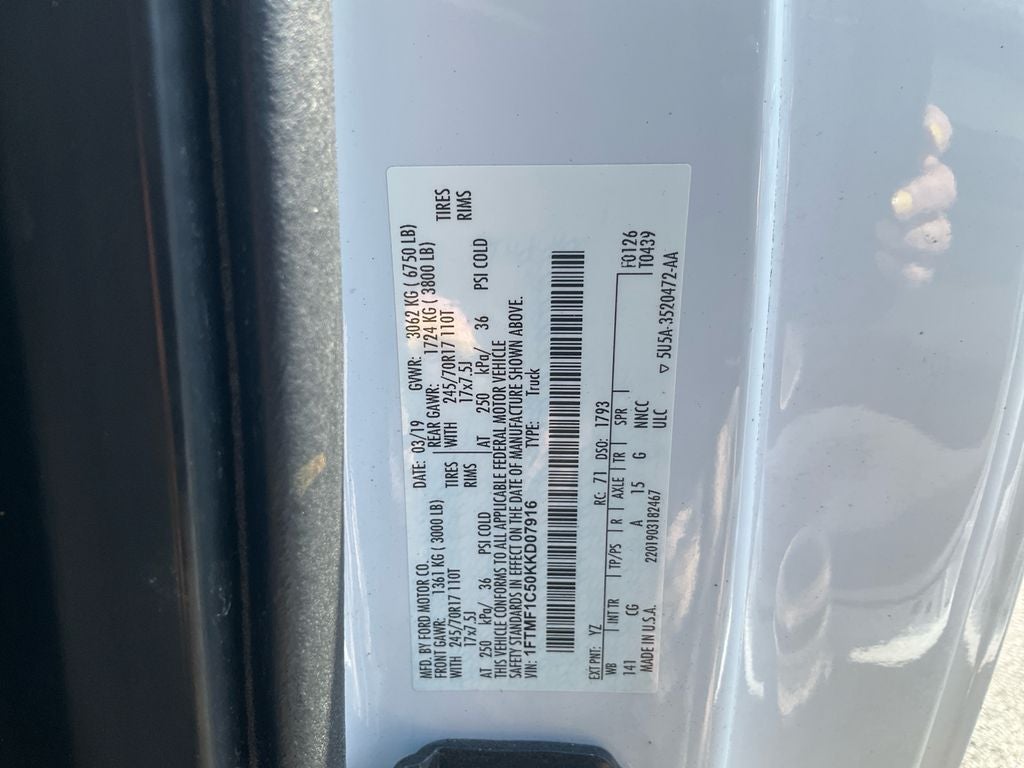 MFD. BY FORD MOTOR CO. DATE: 03/19 GVWR: 3062 KG ( 6750 LB)
FRONT GAWR: 1361 KG ( 3000 LB) REAR GAWR: 1724 KG ( 3800 LB)
WITH 245/70R17 110T TIRES WITH 245/70R17 110T TIRES
17x7.5J RIMS 17x7.5J RIMS
AT 250 kPa/ 36 PSI COLD AT 250 kPa/ 36 PSI COLD
THIS VEHICLE CONFORMS TO ALL APPLICABLE FEDERAL MOTOR VEHICLE
SAFETY STANDARDS IN EFFECT ON THE DATE OF MANUFACTURE SHOWN ABOVE.
VIN: 1FTMF1C50KKD07916 TYPE: Truck
EXT PNT: YZ RC: 71 DSO: 1793
WB INT TR TP/PS R AXLE TR SPR F0126
141 CG A 15 G NNCC T0439
MADE IN U.S.A. 2201903182467 ULC
▽ 5U5A-3520472-AA